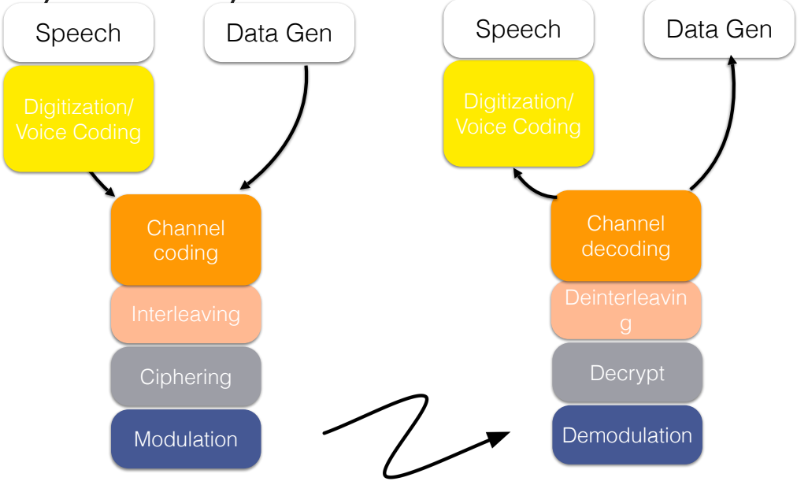 Speech
Data Gen
Digitization/
Voice Coding
Channel
coding
Interleaving
Ciphering
Modulation
Speech
Data Gen
Digitization/
Voice Coding
Channel
decoding
Deinterleavin
g
Decrypt
Demodulation